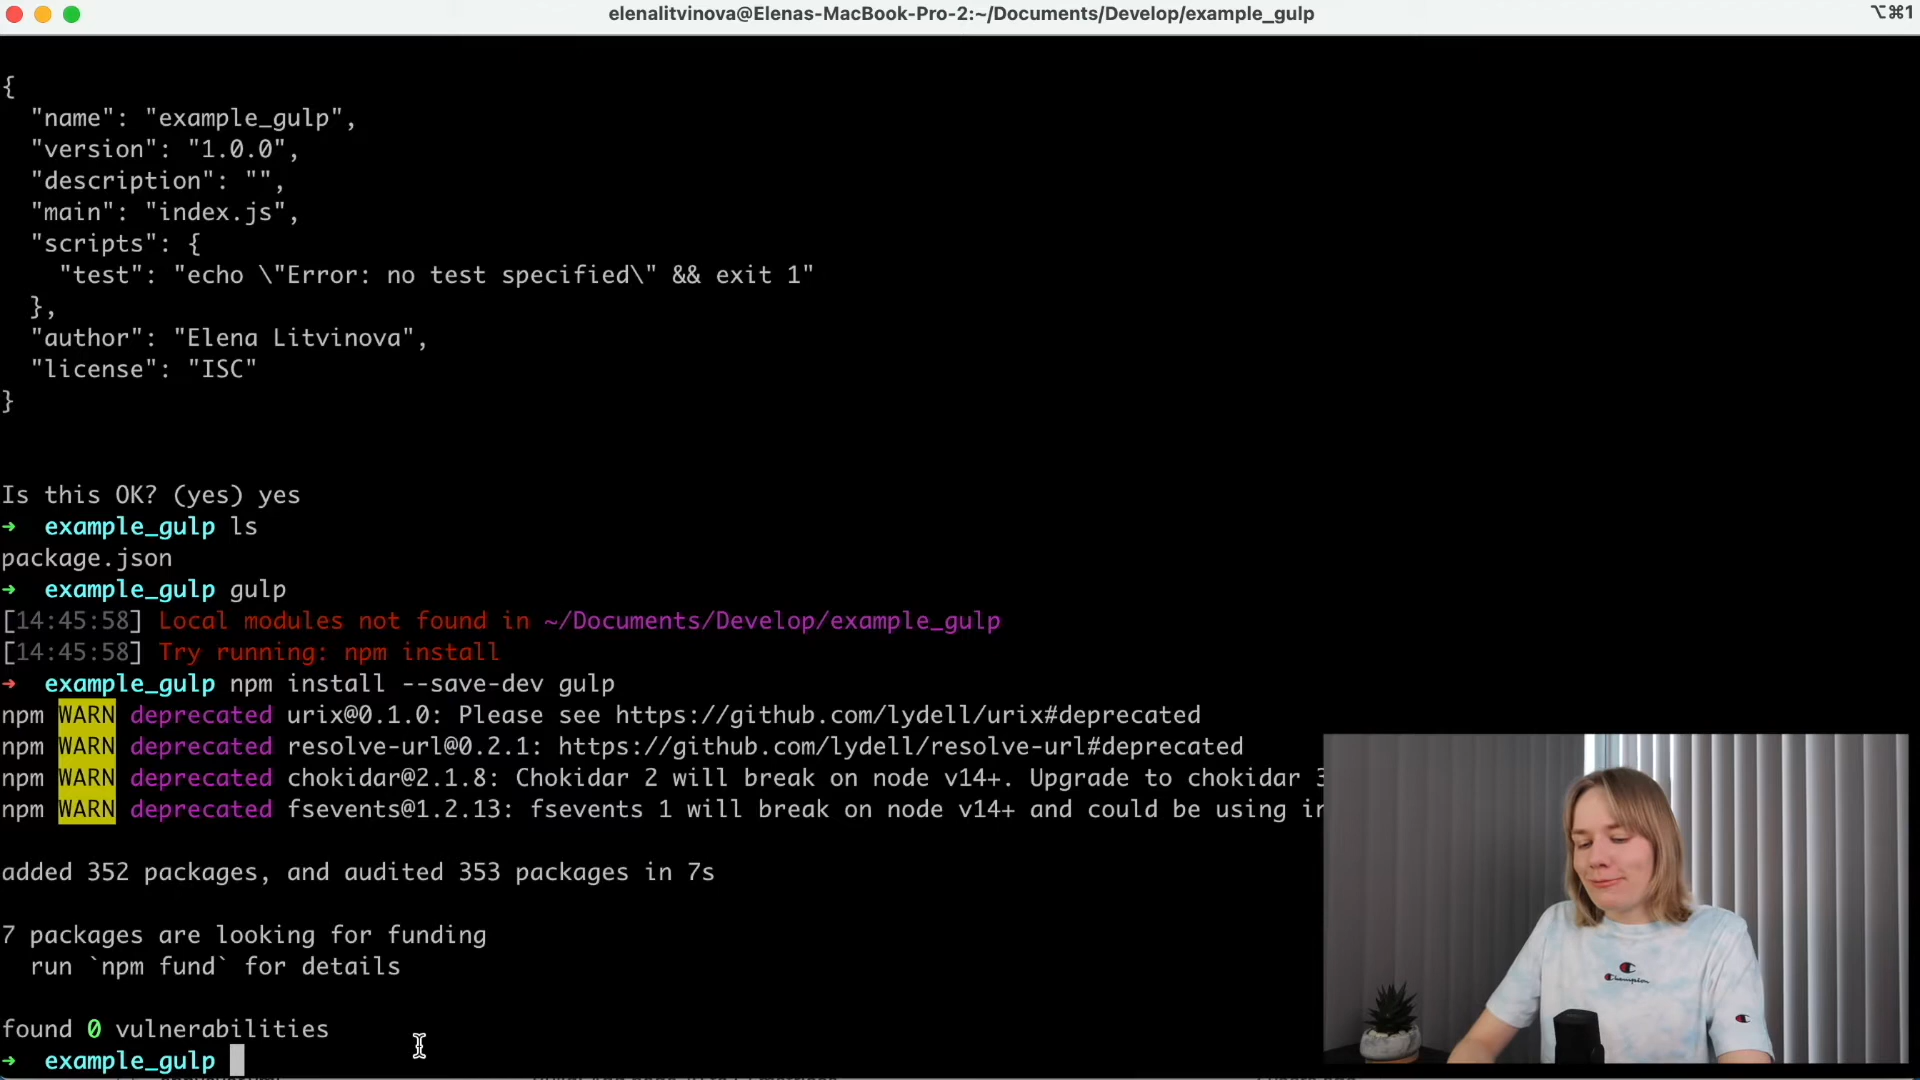 elenalitvinova@Elenas-MacBook-Pro-2:~/Documents/Develop/example_gulp
⌥⌘1
{
"name": "example_gulp",
"version": "1.0.0",
"description": "",
"main": "index.js",
"scripts": {
"test": "echo \"Error: no test specified\" && exit 1"
},
"author": "Elena Litvinova",
"license": "ISC"
}
Is this OK? (yes) yes
➜ example_gulp ls
package.json
➜ example_gulp gulp
[14:45:58] Local modules not found in ~/Documents/Develop/example_gulp
[14:45:58] Try running: npm install
➜ example_gulp npm install --save-dev gulp
npm WARN deprecated urix@0.1.0: Please see https://github.com/lydell/urix#deprecated
npm WARN deprecated resolve-url@0.2.1: https://github.com/lydell/resolve-url#deprecated
npm WARN deprecated chokidar@2.1.8: Chokidar 2 will break on node v14+. Upgrade to chokidar 3
npm WARN deprecated fsevents@1.2.13: fsevents 1 will break on node v14+ and could be using
added 352 packages, and audited 353 packages in 7s
7 packages are looking for funding
run `npm fund` for details
found 0 vulnerabilities
➜ example_gulp
Champion